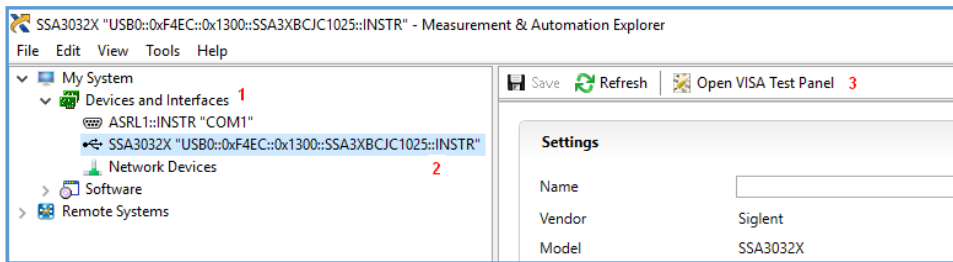 SSA3032X "USB0::0xF4EC::0x1300::SSA3XBCJC1025::INSTR" - Measurement & Automation Explorer
File Edit View Tools Help
My System
Devices and Interfaces 1
ASRL1::INSTR "COM1"
SSA3032X "USB0::0xF4EC::0x1300::SSA3XBCJC1025::INSTR"
Network Devices 2
Software
Remote Systems
Save Refresh Open VISA Test Panel 3
Settings
Name
Vendor Siglent
Model SSA3032X